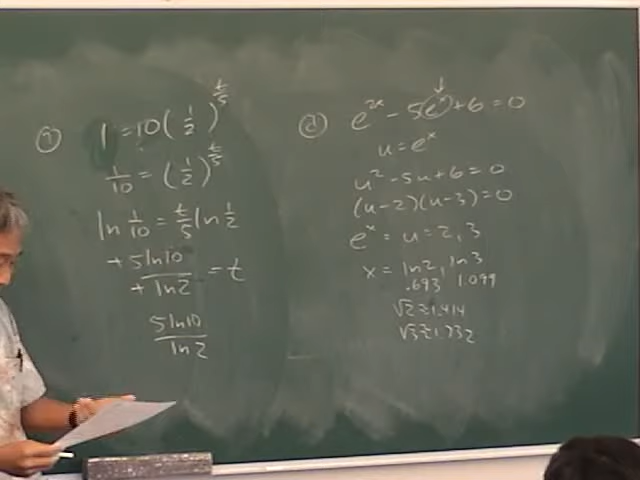 ① 1 = 10(1/2)^(t/5)
1/10 = (1/2)^(t/5)
ln 1/10 = t/5 ln 1/2
+5ln10/+ln2 = t
5ln10/ln2
② e^(2x) - 5e^x + 6 = 0
u = e^x
u² - 5u + 6 = 0
(u-2)(u-3) = 0
e^x = u = 2, 3
x = ln2, ln3
.693 1.099
√2 ≈ 1.414
√3 ≈ 1.732